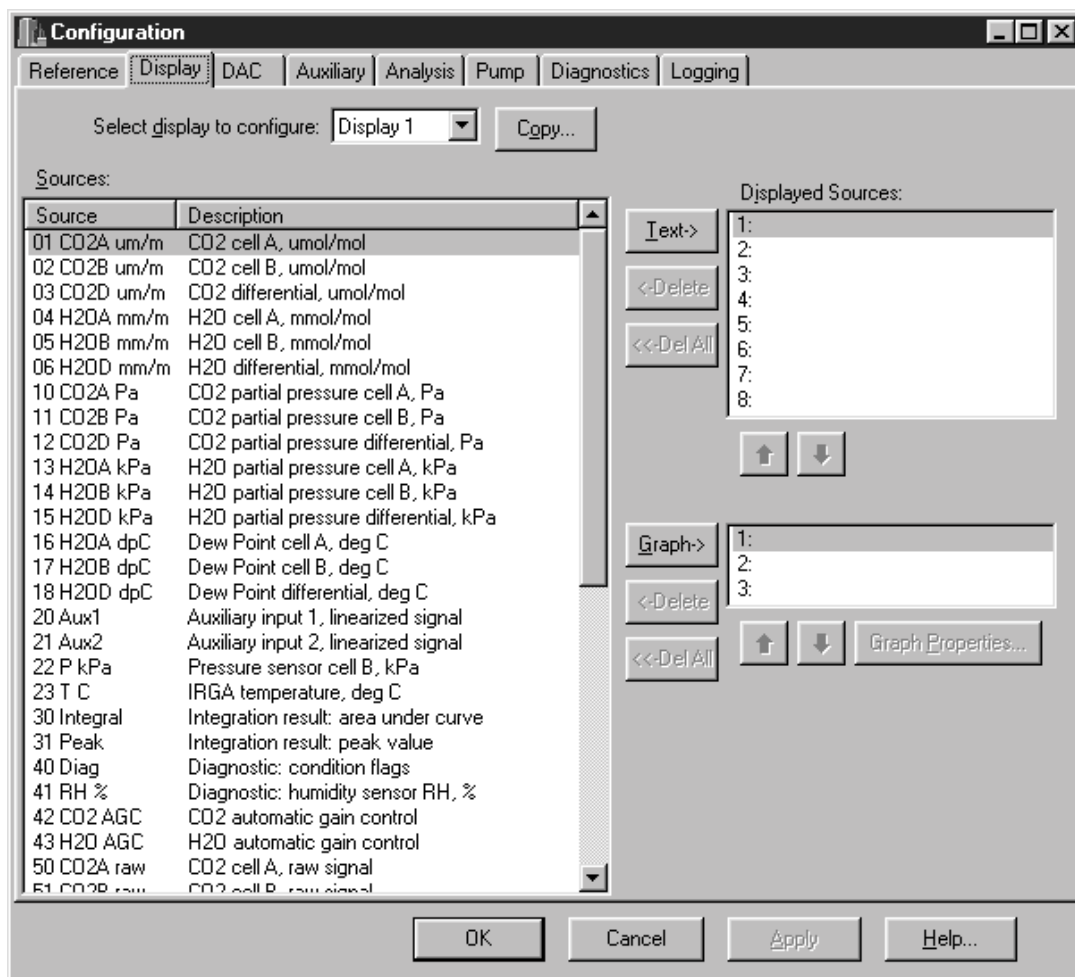 Configuration
Reference Display DAC Auxiliary Analysis Pump Diagnostics Logging
Select display to configure: Display 1 Copy...
Sources:
Source Description
01 CO2A um/m CO2 cell A, umol/mol
02 CO2B um/m CO2 cell B, umol/mol
03 CO2D um/m CO2 differential, umol/mol
04 H2OA mm/m H2O cell A, mmol/mol
05 H2OB mm/m H2O cell B, mmol/mol
06 H2OD mm/m H2O differential, mmol/mol
10 CO2A Pa CO2 partial pressure cell A, Pa
11 CO2B Pa CO2 partial pressure cell B, Pa
12 CO2D Pa CO2 partial pressure differential, Pa
13 H2OA kPa H2O partial pressure cell A, kPa
14 H2OB kPa H2O partial pressure cell B, kPa
15 H2OD kPa H2O partial pressure differential, kPa
16 H2OA dpC Dew Point cell A, deg C
17 H2OB dpC Dew Point cell B, deg C
18 H2OD dpC Dew Point differential, deg C
20 Aux1 Auxiliary input 1, linearized signal
21 Aux2 Auxiliary input 2, linearized signal
22 P kPa Pressure sensor cell B, kPa
23 T C IRGA temperature, deg C
30 Integral Integration result: area under curve
31 Peak Integration result: peak value
40 Diag Diagnostic: condition flags
41 RH % Diagnostic: humidity sensor RH, %
42 CO2 AGC CO2 automatic gain control
43 H2O AGC H2O automatic gain control
50 CO2A raw CO2 cell A, raw signal
51 CO2B raw CO2 cell B, raw signal
Text->
<-Delete
<<-Del All
Displayed Sources:
1:
2:
3:
4:
5:
6:
7:
8:
Graph->
<-Delete
<<-Del All
1:
2:
3:
Graph Properties...
OK Cancel Apply Help...